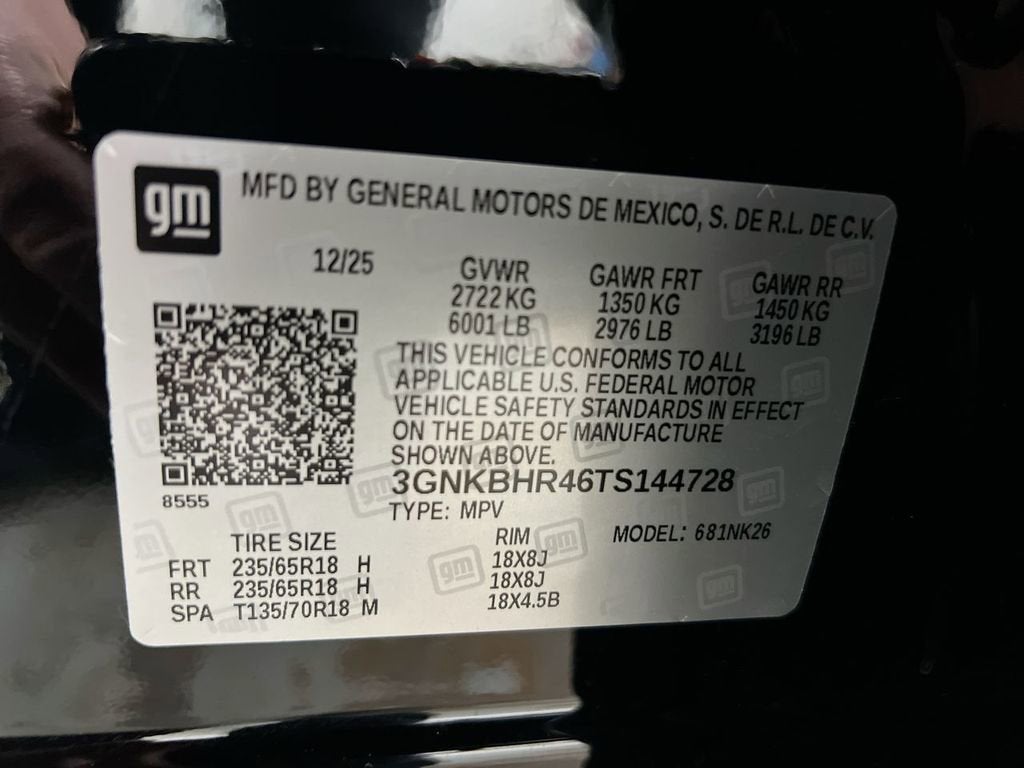 gm MFD BY GENERAL MOTORS DE MEXICO, S. DE R.L. DE C.V.
12/25 GVWR GAWR FRT GAWR RR
2722 KG 1350 KG 1450 KG
6001 LB 2976 LB 3196 LB
THIS VEHICLE CONFORMS TO ALL
APPLICABLE U.S. FEDERAL MOTOR
VEHICLE SAFETY STANDARDS IN EFFECT
ON THE DATE OF MANUFACTURE
SHOWN ABOVE.
3GNKBHR46TS144728
8555
TYPE: MPV MODEL: 681NK26
TIRE SIZE RIM
FRT 235/65R18 H 18X8J
RR 235/65R18 H 18X8J
SPA T135/70R18 M 18X4.5B